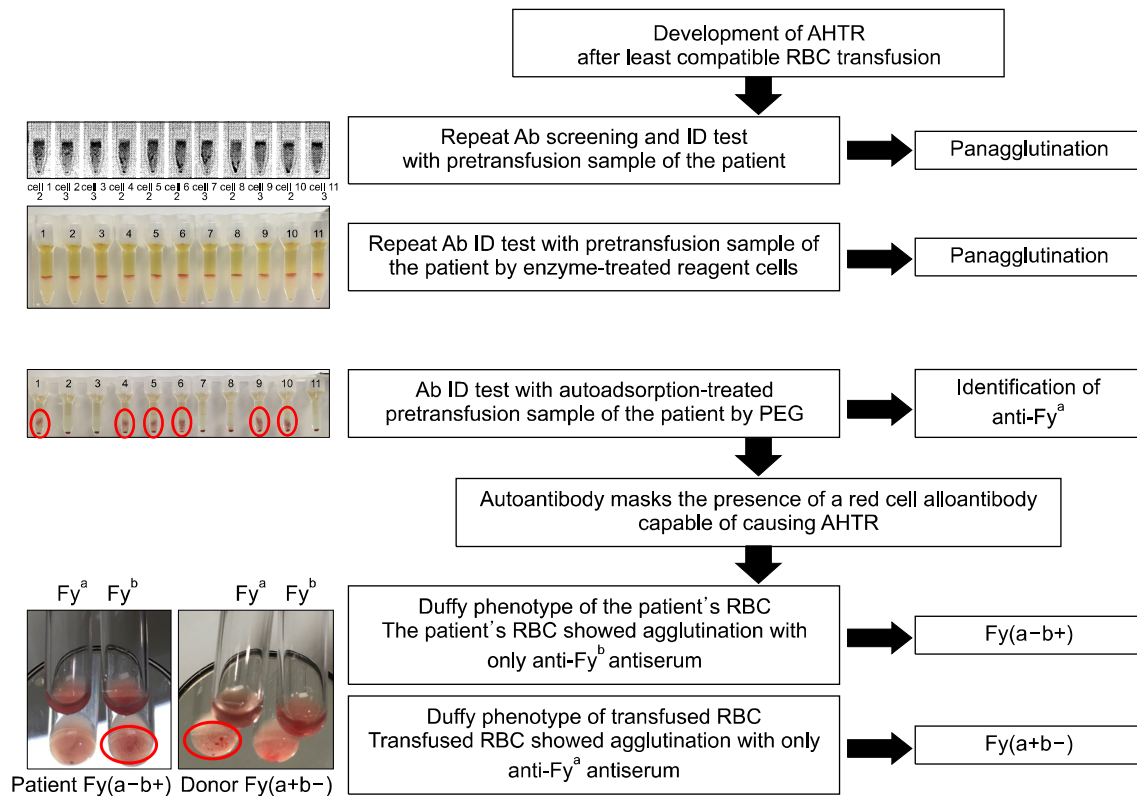 Development of AHTR
after least compatible RBC transfusion
Repeat Ab screening and ID test
with pretransfusion sample of the patient
Panagglutination
cell 1 cell 2 cell 3 cell 4 cell 5 cell 6 cell 7 cell 8 cell 9 cell 10 cell 11
2 3 3 2 2 2 3 2 3 2 3
1 2 3 4 5 6 7 8 9 10 11
Repeat Ab ID test with pretransfusion sample of
the patient by enzyme-treated reagent cells
Panagglutination
1 2 3 4 5 6 7 8 9 10 11
Ab ID test with autoadsorption-treated
pretransfusion sample of the patient by PEG
Identification of
anti-Fyᵃ
Autoantibody masks the presence of a red cell alloantibody
capable of causing AHTR
Fyᵃ Fyᵇ
Fyᵃ Fyᵇ
Duffy phenotype of the patient's RBC
The patient's RBC showed agglutination with
only anti-Fyᵇ antiserum
Fy(a−b+)
Duffy phenotype of transfused RBC
Transfused RBC showed agglutination with only
anti-Fyᵃ antiserum
Fy(a+b−)
Patient Fy(a−b+)
Donor Fy(a+b−)